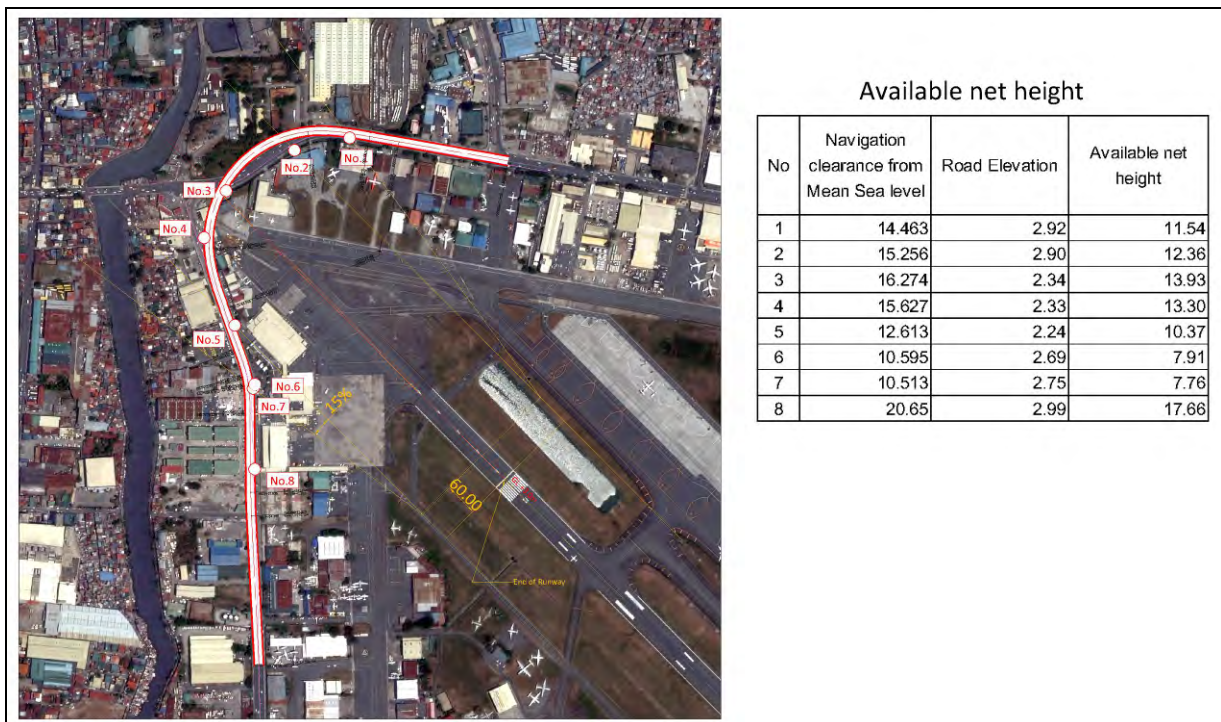 No.1
No.2
No.3
No.4
No.5
No.6
No.7
No.8
15%
60.00
End of Runway
Available net height
No Navigation clearance from Mean Sea level Road Elevation Available net height
1 14.463 2.92 11.54
2 15.256 2.90 12.36
3 16.274 2.34 13.93
4 15.627 2.33 13.30
5 12.613 2.24 10.37
6 10.595 2.69 7.91
7 10.513 2.75 7.76
8 20.65 2.99 17.66